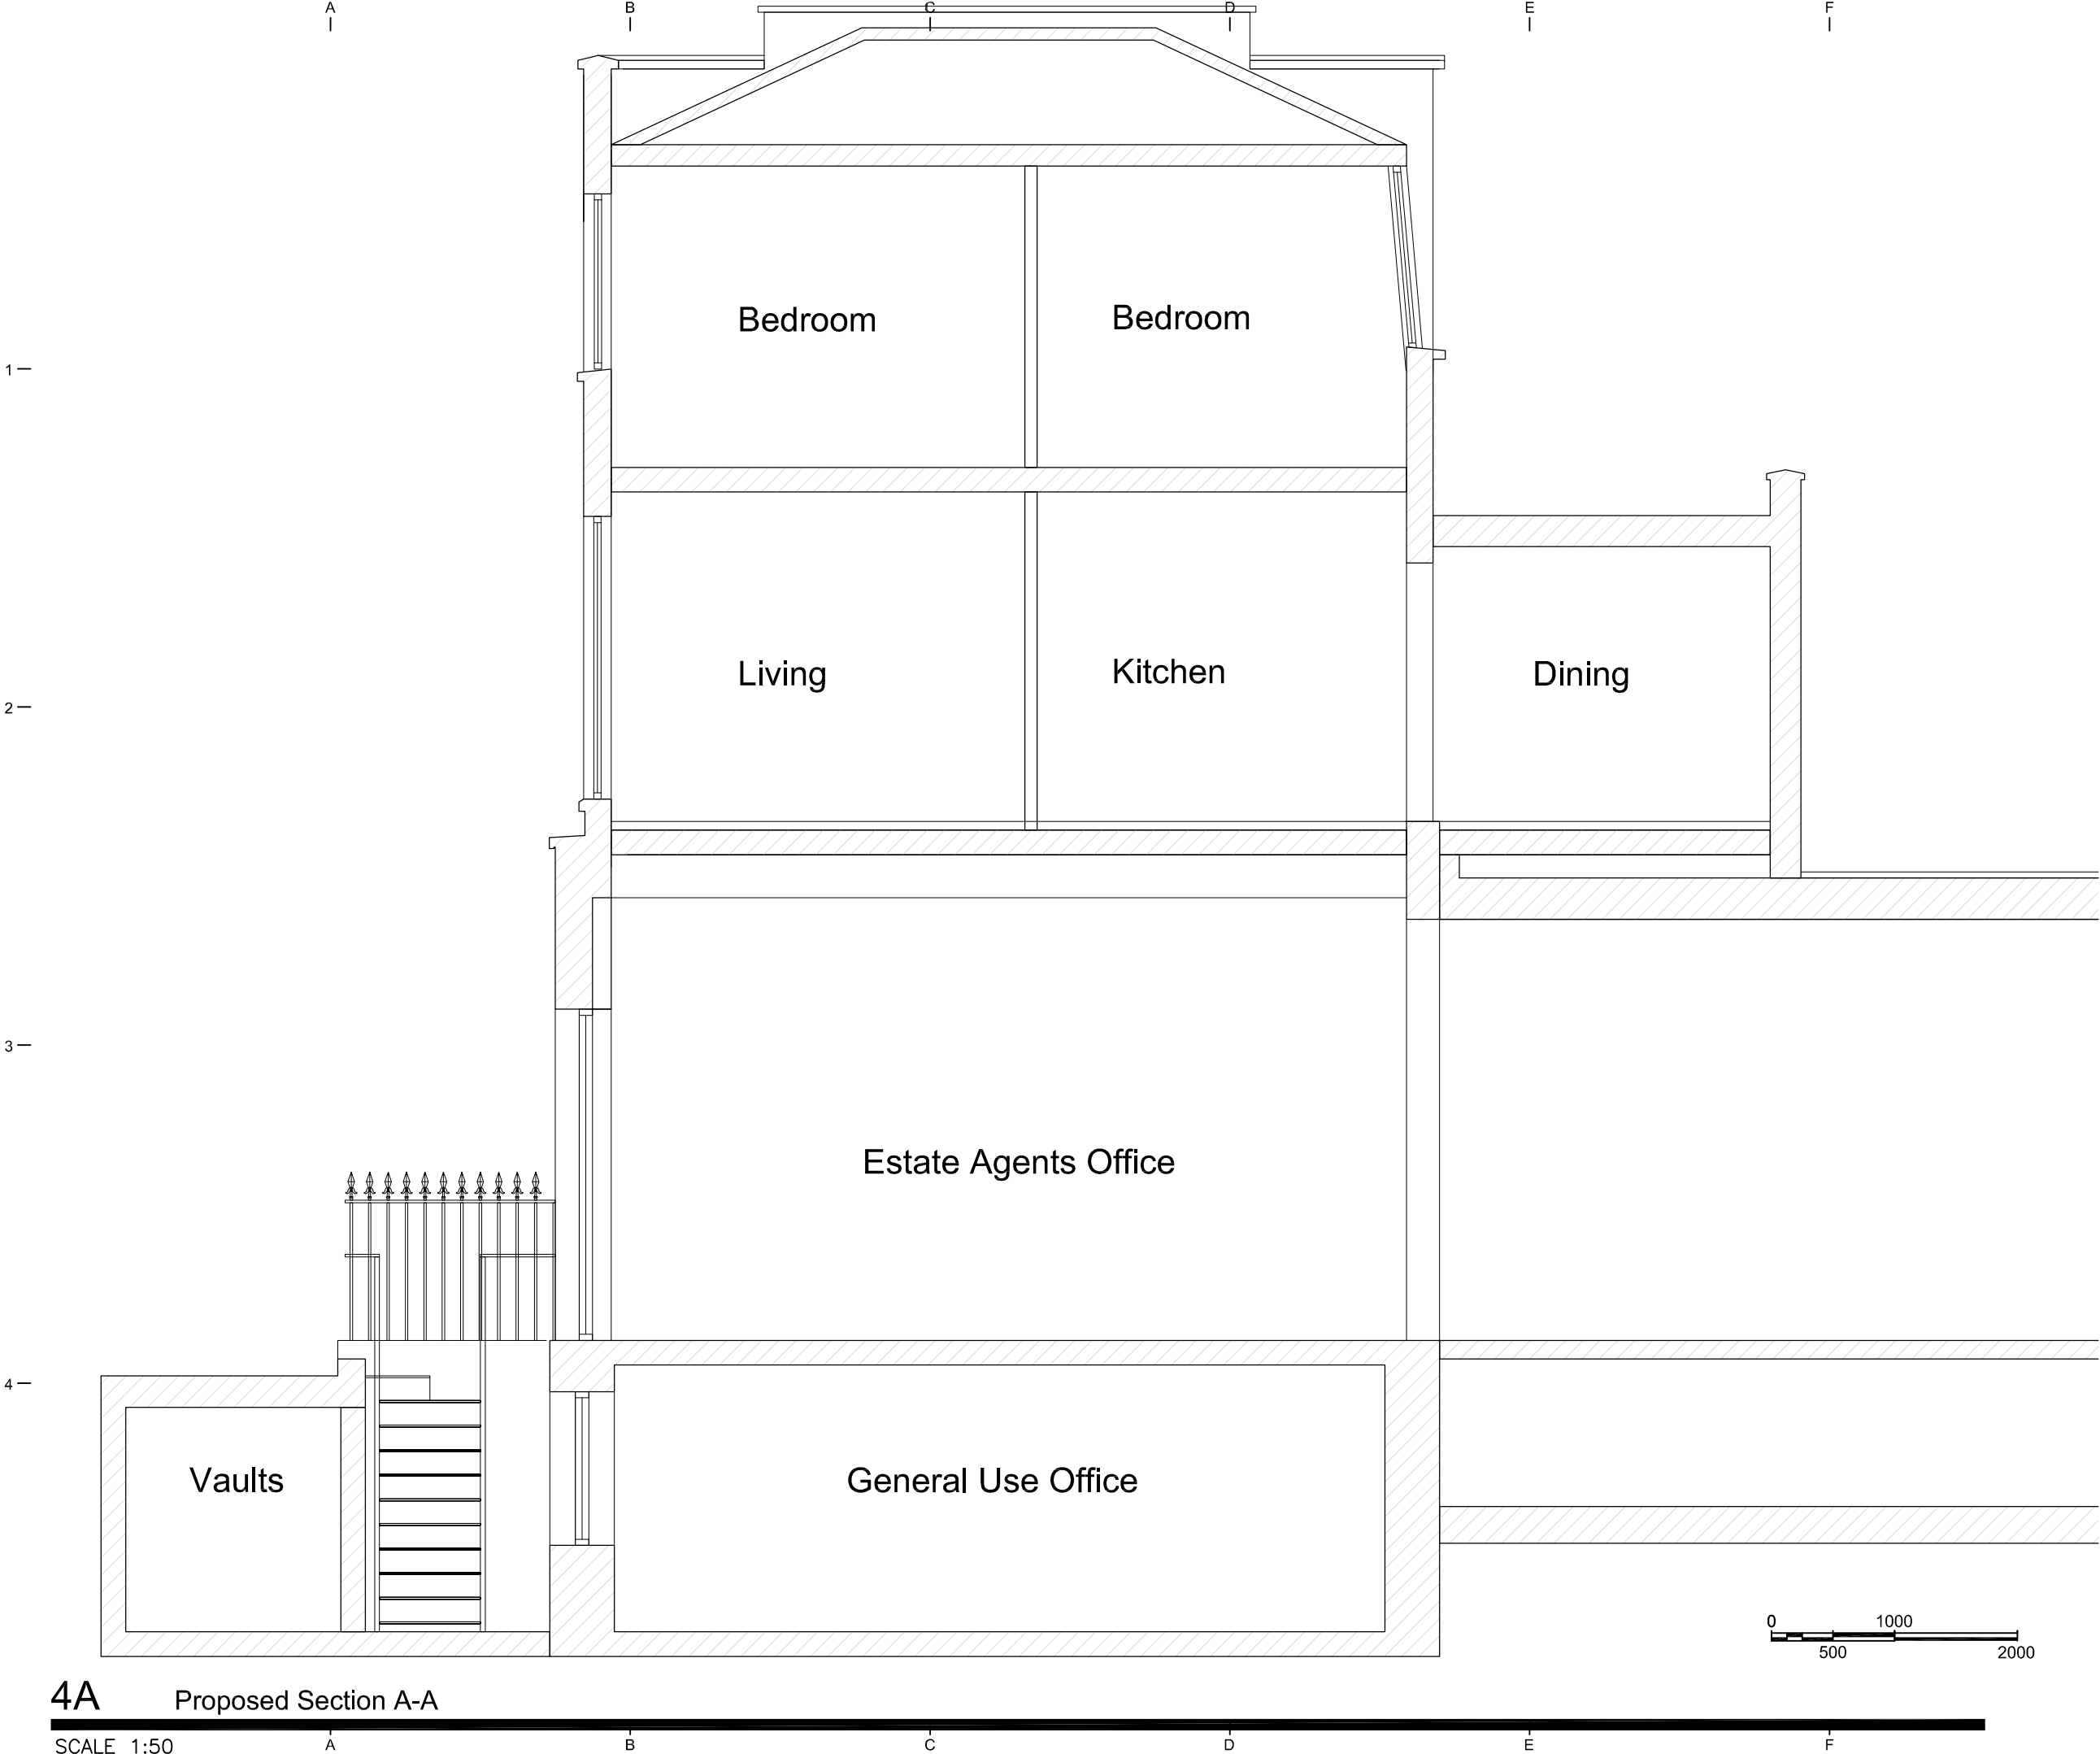 A B C D E F
Bedroom Bedroom
1
Living Kitchen Dining
2
3
Estate Agents Office
4
Vaults General Use Office
0 1000
500 2000
4A Proposed Section A-A
SCALE 1:50
A B C D E F